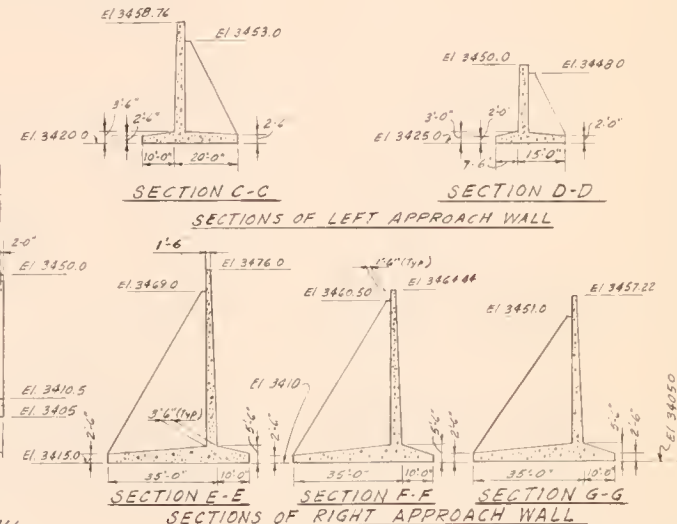 El 3458.76
El 3453.0
3'-6"
2'-6"
El. 3420.0
2'-6
10'-0"
20'-0"
SECTION C-C
El 3450.0
El 3448.0
3'-0"
2'-0"
El. 3425.0
2'-0"
7'-6"
15'-0"
SECTION D-D
SECTIONS OF LEFT APPROACH WALL
2'-0"
El. 3450.0
El. 3410.5
El. 3405
1'-6
El 3476.0
El 3469.0
El. 3415.0
2'-6"
5'-6"
2'-6"
35'-0"
10'-0"
SECTION E-E
1'-6"(Typ)
El 3460.50
El 3410
5'-6"
2'-6"
35'-0"
10'-0"
SECTION F-F
El 3457.22
El 3451.0
2'-6"
5'-6"
2'-6"
El 3405.0
35'-0"
10'-0"
SECTION G-G
SECTIONS OF RIGHT APPROACH WALL